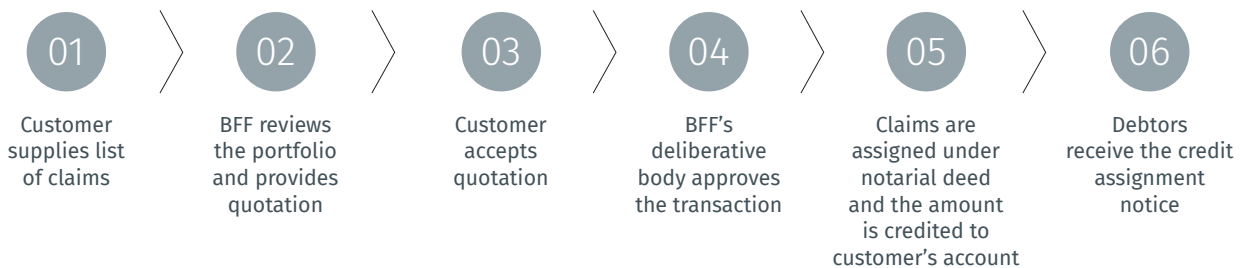 01
Customer
supplies list
of claims
02
BFF reviews
the portfolio
and provides
quotation
03
Customer
accepts
quotation
04
BFF’s
deliberative
body approves
the transaction
05
Claims are
assigned under
notarial deed
and the amount
is credited to
customer’s account
06
Debtors
receive the credit
assignment
notice